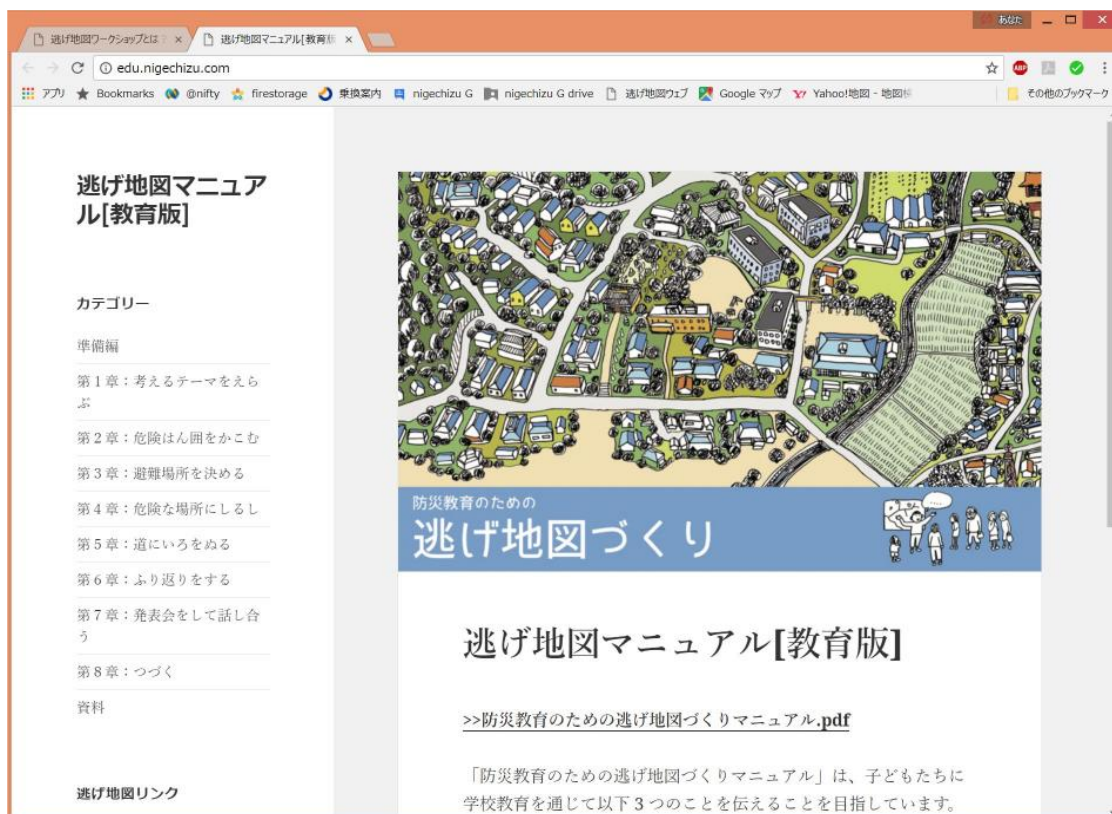 あなた
逃げ地図ワークショップとは
逃げ地図マニュアル[教育版
edu.nigechizu.com
ABP
アプリ Bookmarks @nifty firestorage 乗換案内 nigechizu G nigechizu G drive 逃げ地図ウェブ Google マップ Yahoo!地図 - 地図 その他のブックマーク
逃げ地図マニュア
ル[教育版]
カテゴリー
準備編
第1章：考えるテーマをえら
ぶ
第2章：危険はん囲をかこむ
第3章：避難場所を決める
第4章：危険な場所にしるし
第5章：道にいろをぬる
第6章：ふり返りをする
第7章：発表会をして話し合
う
第8章：つづく
資料
逃げ地図リンク
防災教育のための
逃げ地図づくり
逃げ地図マニュアル[教育版]
>>防災教育のための逃げ地図づくりマニュアル.pdf
「防災教育のための逃げ地図づくりマニュアル」は、子どもたちに
学校教育を通じて以下3つのことを伝えることを目指しています。